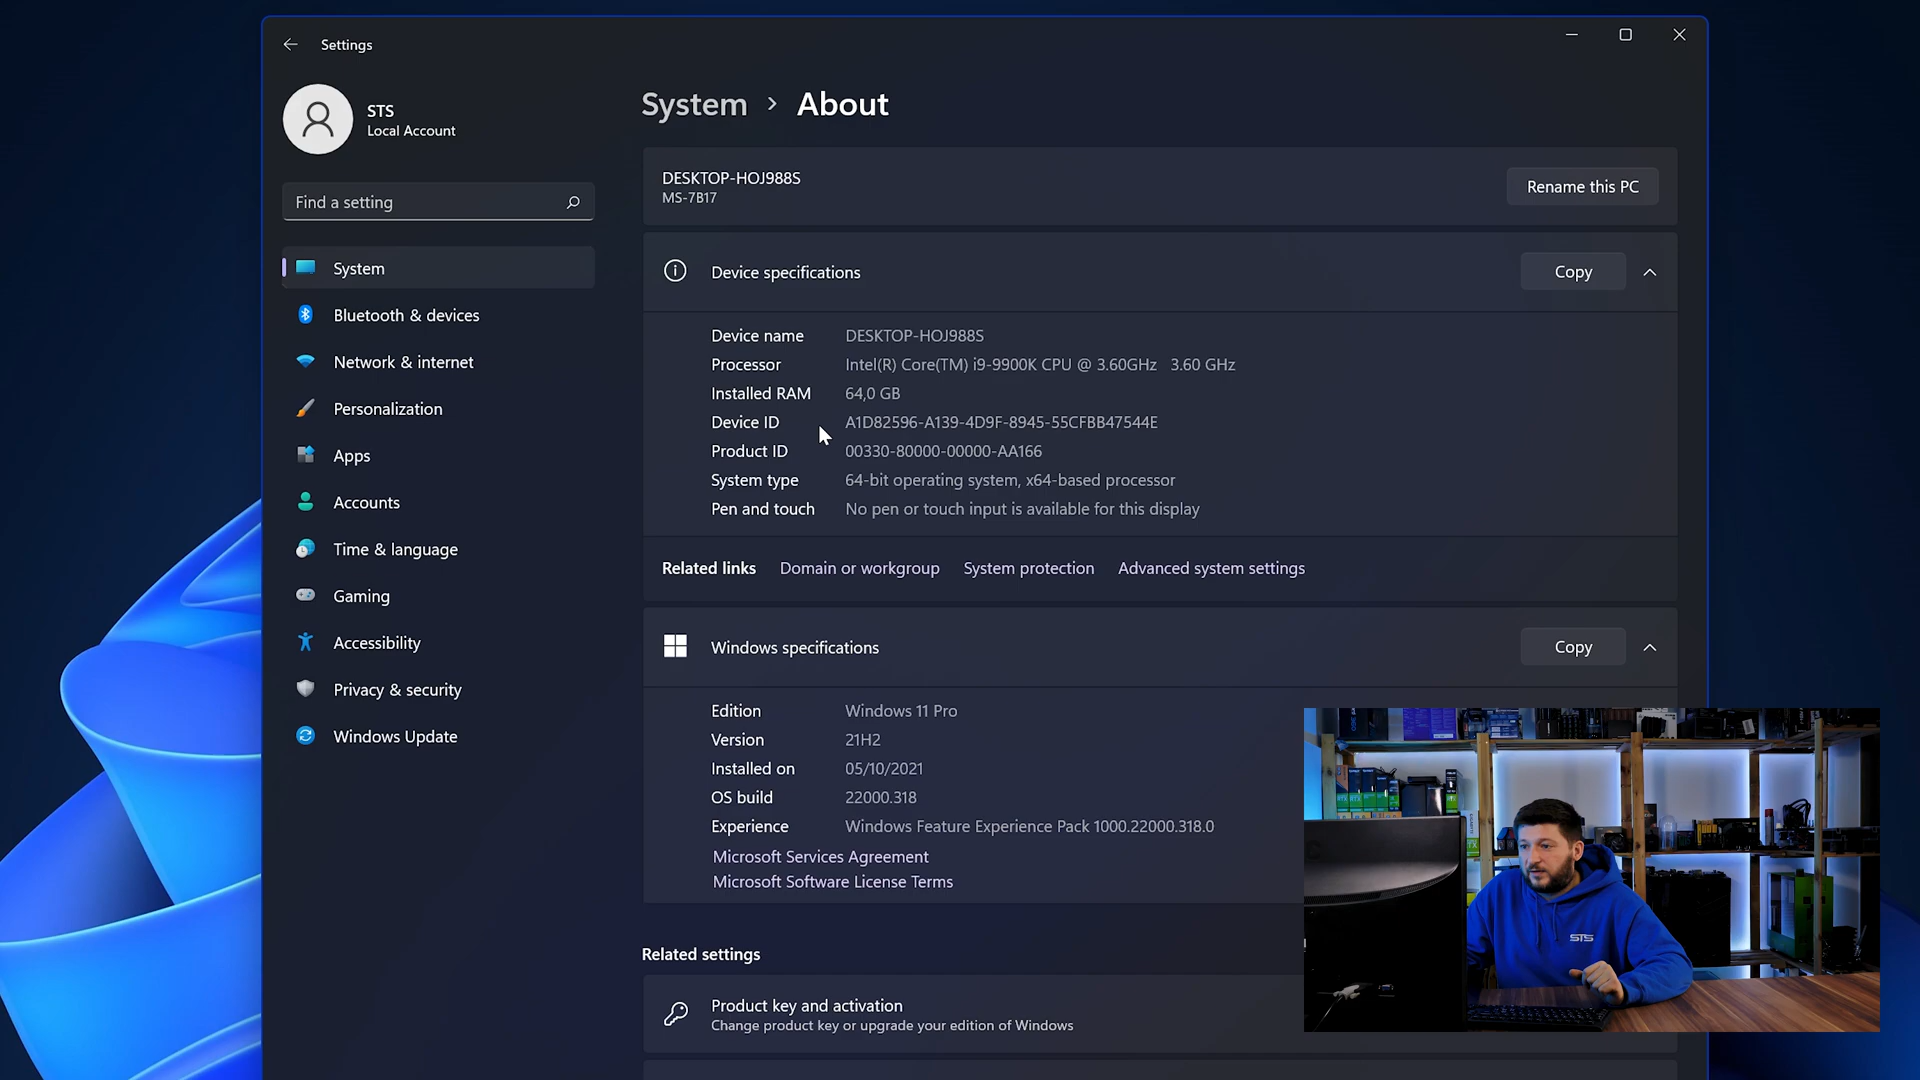 Settings
STS
Local Account
Find a setting
System
Bluetooth & devices
Network & internet
Personalization
Apps
Accounts
Time & language
Gaming
Accessibility
Privacy & security
Windows Update
System > About
DESKTOP-HOJ988S
MS-7B17
Rename this PC
Device specifications
Copy
Device name DESKTOP-HOJ988S
Processor Intel(R) Core(TM) i9-9900K CPU @ 3.60GHz 3.60 GHz
Installed RAM 64,0 GB
Device ID A1D82596-A139-4D9F-8945-55CFBB47544E
Product ID 00330-80000-00000-AA166
System type 64-bit operating system, x64-based processor
Pen and touch No pen or touch input is available for this display
Related links Domain or workgroup System protection Advanced system settings
Windows specifications
Copy
Edition Windows 11 Pro
Version 21H2
Installed on 05/10/2021
OS build 22000.318
Experience Windows Feature Experience Pack 1000.22000.318.0
Microsoft Services Agreement
Microsoft Software License Terms
Related settings
Product key and activation
Change product key or upgrade your edition of Windows
STS